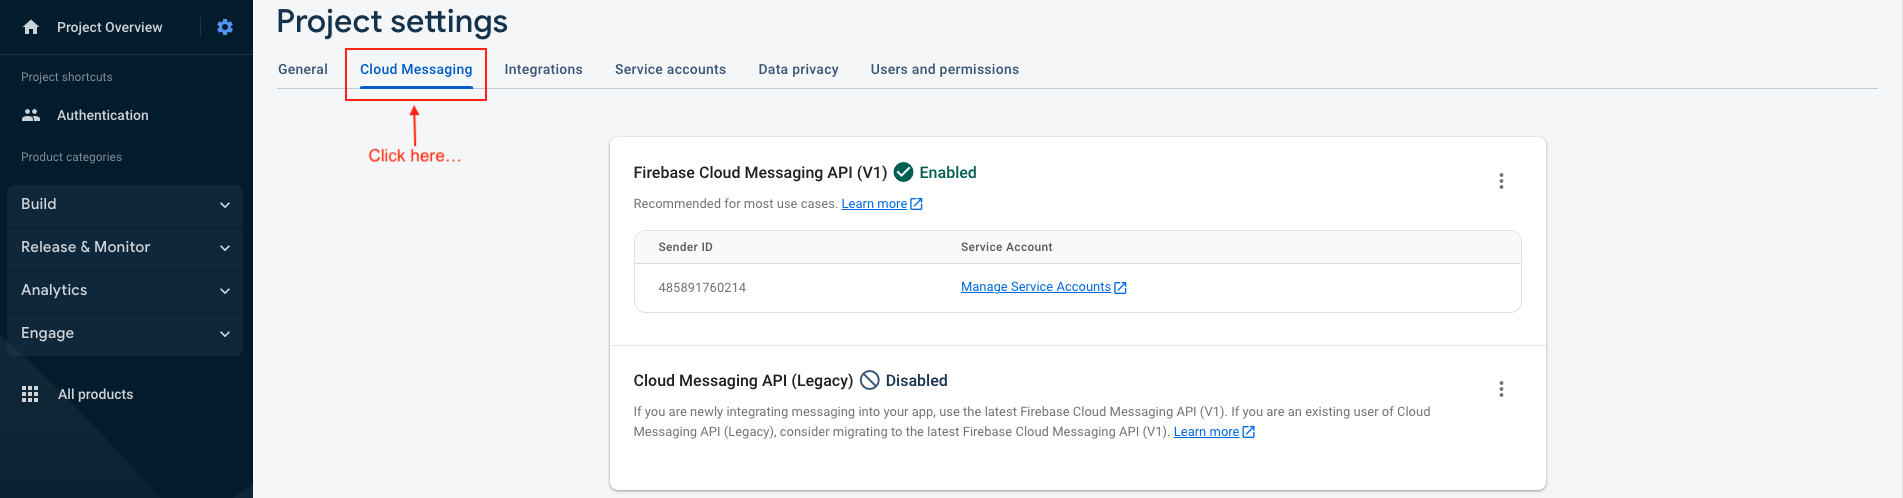 Project Overview
Project shortcuts
Authentication
Product categories
Build
Release & Monitor
Analytics
Engage
All products
Project settings
General
Cloud Messaging
Integrations
Service accounts
Data privacy
Users and permissions
Click here...
Firebase Cloud Messaging API (V1) Enabled
Recommended for most use cases. Learn more
Sender ID
Service Account
485891760214
Manage Service Accounts
Cloud Messaging API (Legacy) Disabled
If you are newly integrating messaging into your app, use the latest Firebase Cloud Messaging API (V1). If you are an existing user of Cloud
Messaging API (Legacy), consider migrating to the latest Firebase Cloud Messaging API (V1). Learn more